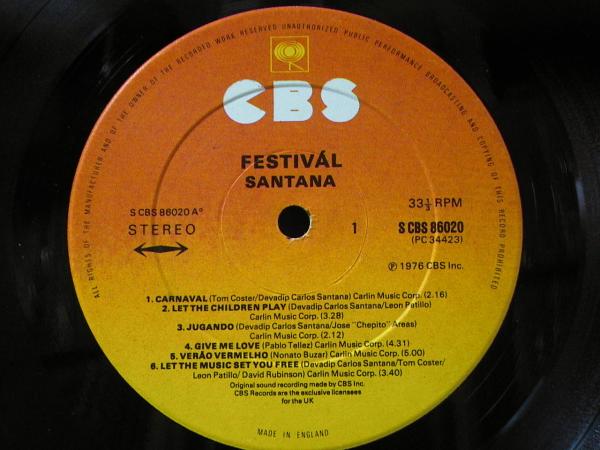 ALL RIGHTS OF THE MANUFACTURER AND OF THE OWNER OF THE RECORDED WORK RESERVED UNAUTHORIZED PUBLIC PERFORMANCE BROADCASTING AND COPYING OF THIS RECORD PROHIBITED
CBS
FESTIVÁL
SANTANA
33⅓ RPM
S CBS 86020 Aº
STEREO
1
S CBS 86020
(PC 34423)
℗ 1976 CBS Inc.
1. CARNAVAL (Tom Coster/Devadip Carlos Santana) Carlin Music Corp. (2.16)
2. LET THE CHILDREN PLAY (Devadip Carlos Santana/Leon Patillo)
Carlin Music Corp. (3.28)
3. JUGANDO (Devadip Carlos Santana/Jose "Chepito" Areas)
Carlin Music Corp. (2.12)
4. GIVE ME LOVE (Pablo Tellez) Carlin Music Corp. (4.31)
5. VERÃO VERMELHO (Nonato Buzar) Carlin Music Corp. (5.00)
6. LET THE MUSIC SET YOU FREE (Devadip Carlos Santana/Tom Coster/
Leon Patillo/ David Rubinson) Carlin Music Corp. (3.40)
Original sound recording made by CBS Inc.
CBS Records are the exclusive licensees
for the UK
MADE IN ENGLAND